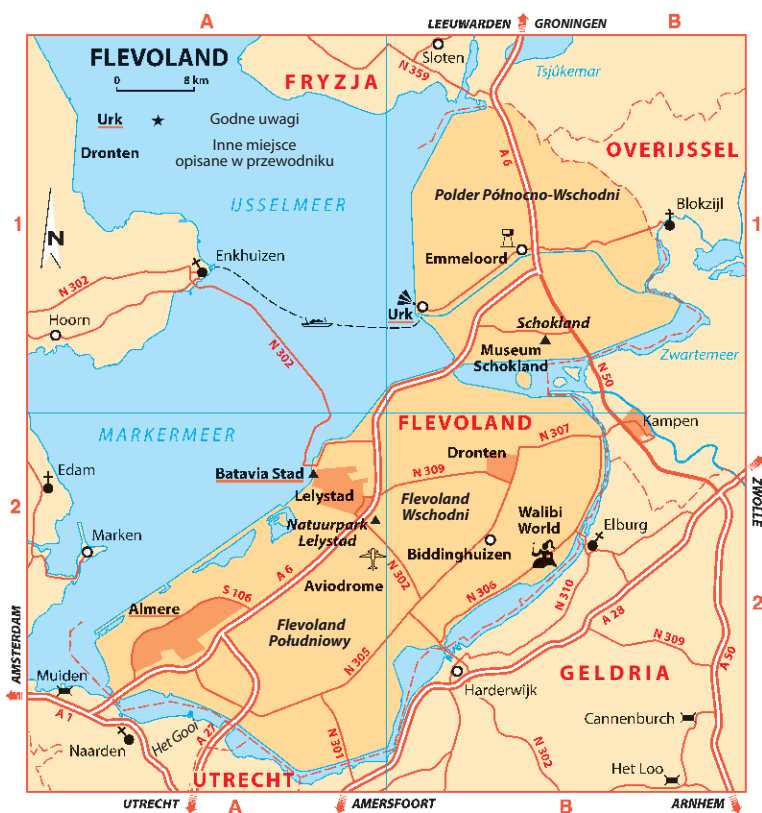 A
LEEUWARDEN
GRONINGEN
B
FLEVOLAND
0
8 km
Urk
★
Godne uwagi
Dronten
Inne miejsce
opisane w przewodniku
FRYZJA
N 359
Sloten
Tsjûkemar
A 6
OVERIJSSEL
Polder Północno-Wschodni
IJSSELMEER
1
1
N
Blokzijl
Enkhuizen
Emmeloord
N 302
Hoorn
Urk
N 302
Schokland
Museum
Schokland
Zwartemeer
N 50
FLEVOLAND
N 307
Kampen
MARKERMEER
Dronten
Edam
Batavia Stad
N 309
Lelystad
Flevoland
Wschodni
Walibi
World
ZWOLLE
2
Natuurpark
Lelystad
Elburg
Marken
Biddinghuizen
A 6
Aviodrome
N 302
N 306
N 310
S 106
Almere
A 28
2
Flevoland
Południowy
N 305
N 309
A 50
AMSTERDAM
Muiden
GELDRIA
Harderwijk
A 1
Het Gooi
A 27
Cannenburch
Naarden
N 301
N 302
Het Loo
UTRECHT
UTRECHT
A
AMERSFOORT
B
ARNHEM